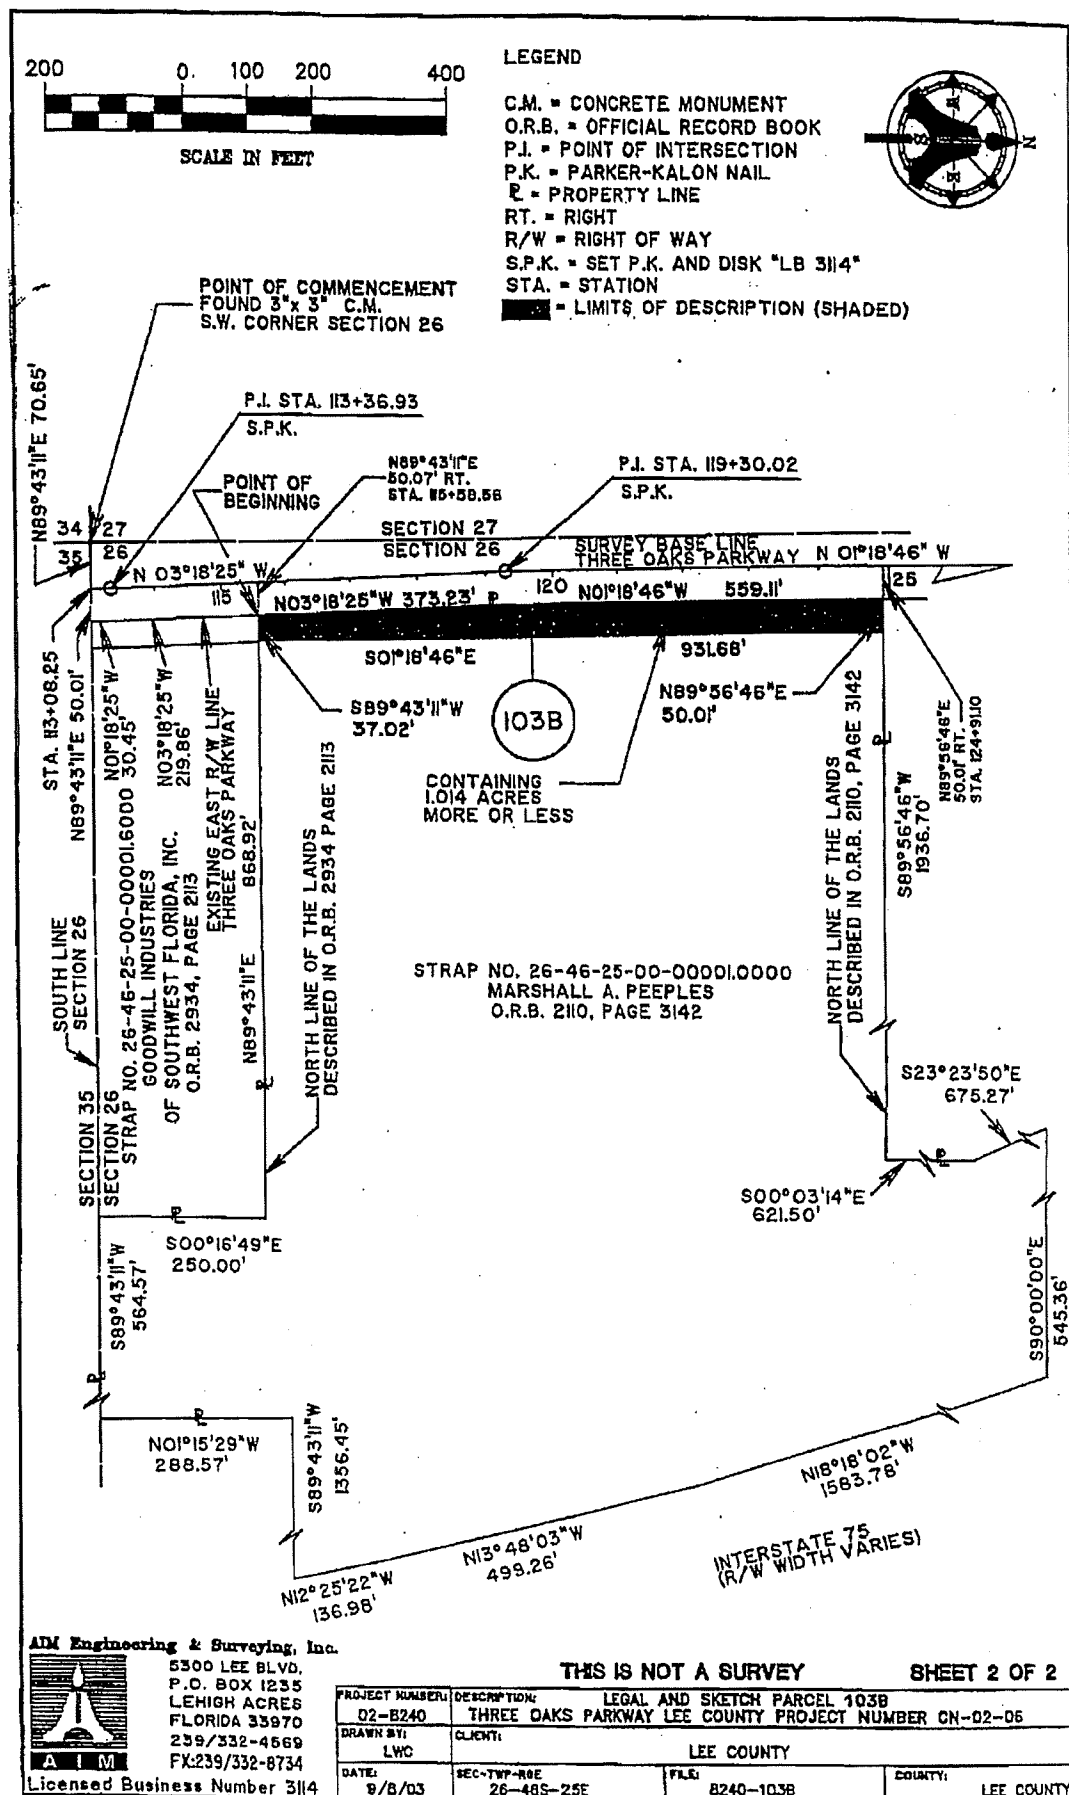 200 0. 100 200 400
SCALE IN FEET
LEGEND
C.M. = CONCRETE MONUMENT
O.R.B. = OFFICIAL RECORD BOOK
P.I. = POINT OF INTERSECTION
P.K. = PARKER-KALON NAIL
PL = PROPERTY LINE
RT. = RIGHT
R/W = RIGHT OF WAY
S.P.K. = SET P.K. AND DISK "LB 3114"
STA. = STATION
= LIMITS OF DESCRIPTION (SHADED)
N
POINT OF COMMENCEMENT
FOUND 3"x 3" C.M.
S.W. CORNER SECTION 26
N89°43'11"E 70.65'
P.I. STA. 113+36.93
S.P.K.
POINT OF
BEGINNING
N89°43'11"E
50.07' RT.
STA. 115+58.56
P.I. STA. 119+30.02
S.P.K.
34 27
35 26
SECTION 27
SECTION 26
SURVEY BASE LINE
THREE OAKS PARKWAY N 01°18'46" W
N 03°18'25" W
115
120
125
N03°18'25"W 373.23'
N01°18'46"W 559.11'
S01°18'46"E 931.68'
STA. 113+08.25
N89°43'11"E 50.01'
N01°18'25"W
30.45'
N03°18'25"W
219.86'
EXISTING EAST R/W LINE
THREE OAKS PARKWAY
S89°43'11"W
37.02'
103B
N89°56'46"E
50.01'
N89°56'46"E
50.01' RT.
STA. 124+91.10
CONTAINING
1.014 ACRES
MORE OR LESS
S89°56'46"W
1936.70'
NORTH LINE OF THE LANDS
DESCRIBED IN O.R.B. 2110, PAGE 3142
N89°43'11"E 868.92'
NORTH LINE OF THE LANDS
DESCRIBED IN O.R.B. 2934 PAGE 2113
STRAP NO. 26-46-25-00-00001.6000
GOODWILL INDUSTRIES
OF SOUTHWEST FLORIDA, INC.
O.R.B. 2934, PAGE 2113
SOUTH LINE
SECTION 26
SECTION 35
SECTION 26
STRAP NO. 26-46-25-00-00001.0000
MARSHALL A. PEEPLES
O.R.B. 2110, PAGE 3142
S23°23'50"E
675.27'
S00°03'14"E
621.50'
S00°16'49"E
250.00'
S89°43'11"W
564.57'
S90°00'00"E
545.36'
N01°15'29"W
288.57'
S89°43'11"W
1356.45'
N18°18'02"W
1583.78'
N13°48'03"W
499.26'
N12°25'22"W
136.98'
INTERSTATE 75
(R/W WIDTH VARIES)
AIM Engineering & Surveying, Inc.
5300 LEE BLVD.
P.O. BOX 1235
LEHIGH ACRES
FLORIDA 33970
239/332-4569
FX:239/332-8734
A I M
Licensed Business Number 3114
THIS IS NOT A SURVEY SHEET 2 OF 2
PROJECT NUMBER: 02-8240
DESCRIPTION: LEGAL AND SKETCH PARCEL 103B
THREE OAKS PARKWAY LEE COUNTY PROJECT NUMBER CN-02-06
DRAWN BY: LWC
CLIENT: LEE COUNTY
DATE: 9/8/03
SEC-TWP-RGE 26-46S-25E
FILE: 8240-103B
COUNTY: LEE COUNTY